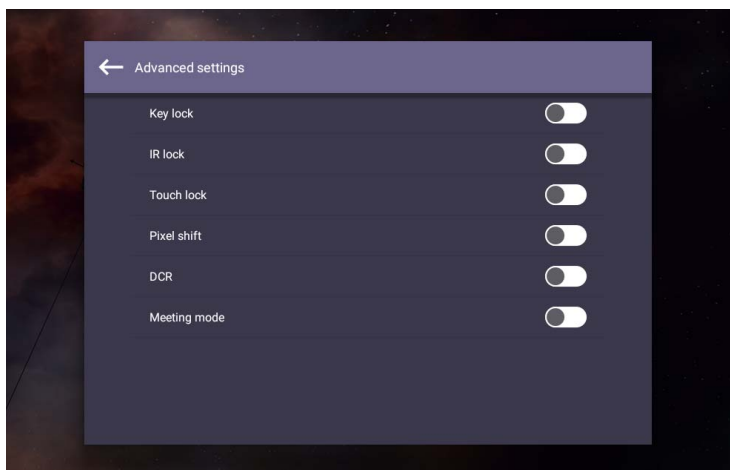 Advanced settings
Key lock
IR lock
Touch lock
Pixel shift
DCR
Meeting mode